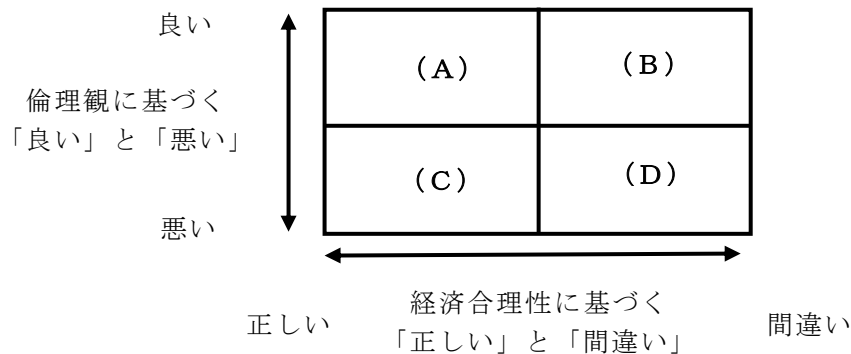 良い
(A)
(B)
倫理観に基づく
「良い」と「悪い」
(C)
(D)
悪い
経済合理性に基づく
正しい
「正しい」と「間違い」
間違い